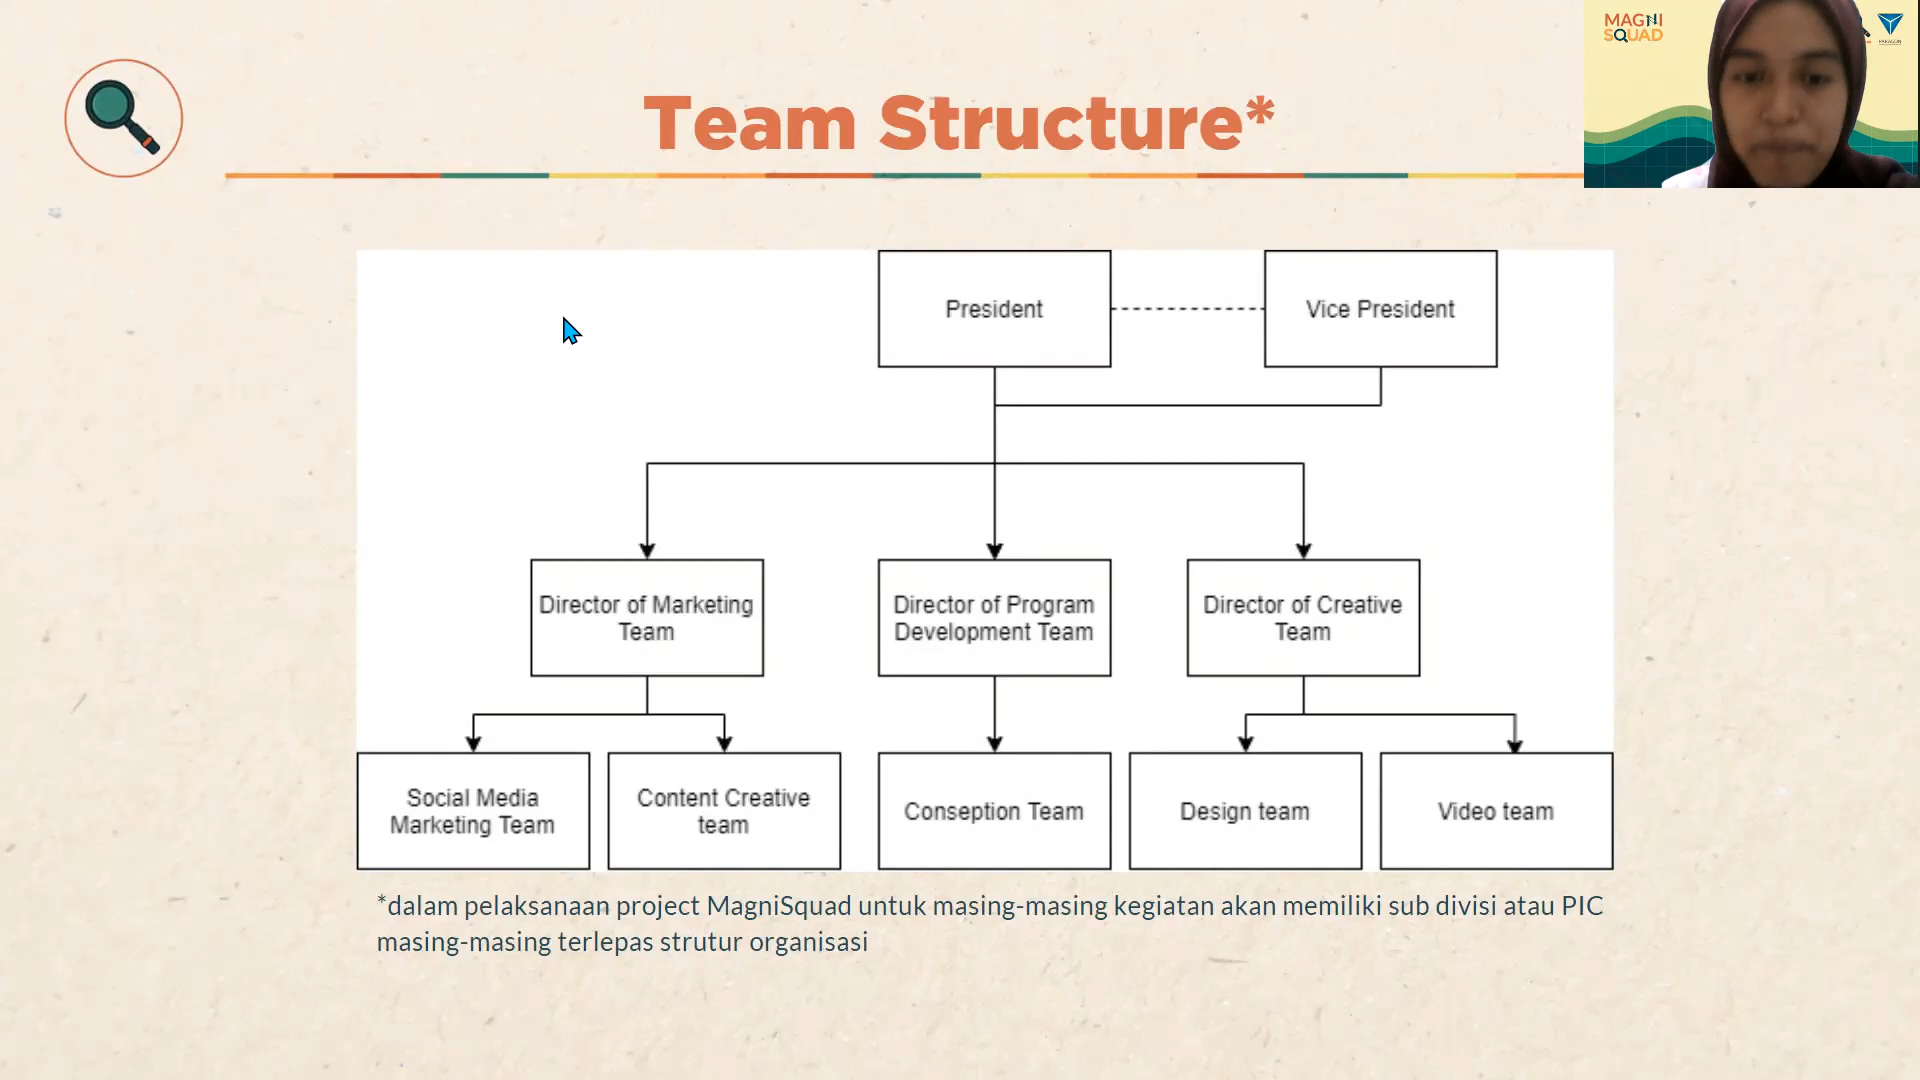 MAGNI
SQUAD
Team Structure*
President
Vice President
Director of Marketing
Team
Director of Program
Development Team
Director of Creative
Team
Social Media
Marketing Team
Content Creative
team
Conseption Team
Design team
Video team
*dalam pelaksanaan project MagniSquad untuk masing-masing kegiatan akan memiliki sub divisi atau PIC
masing-masing terlepas strutur organisasi